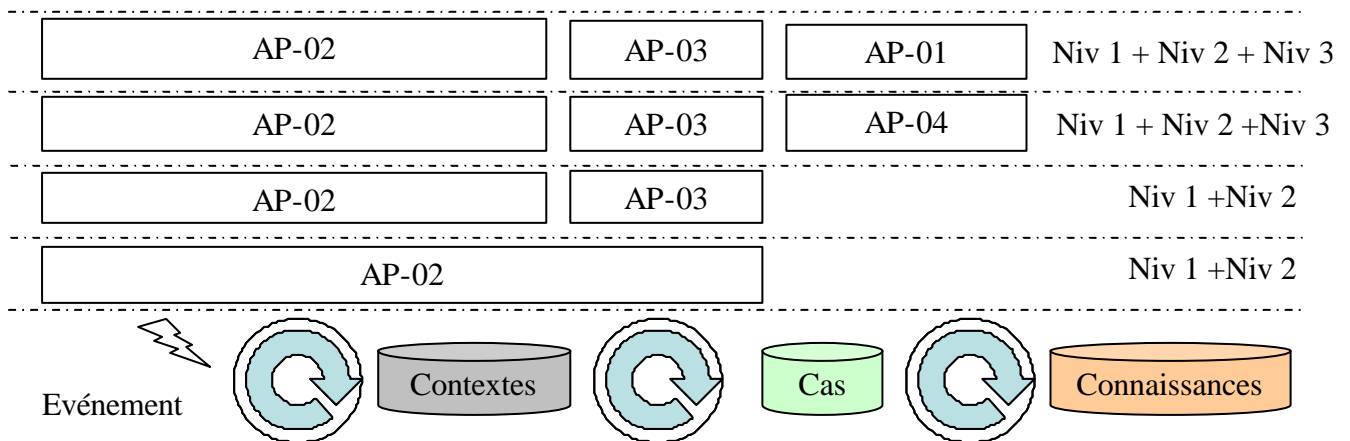 AP-02 AP-03 AP-01 Niv 1 + Niv 2 + Niv 3
AP-02 AP-03 AP-04 Niv 1 + Niv 2 +Niv 3
AP-02 AP-03 Niv 1 +Niv 2
AP-02 Niv 1 +Niv 2
Evénement Contextes Cas Connaissances